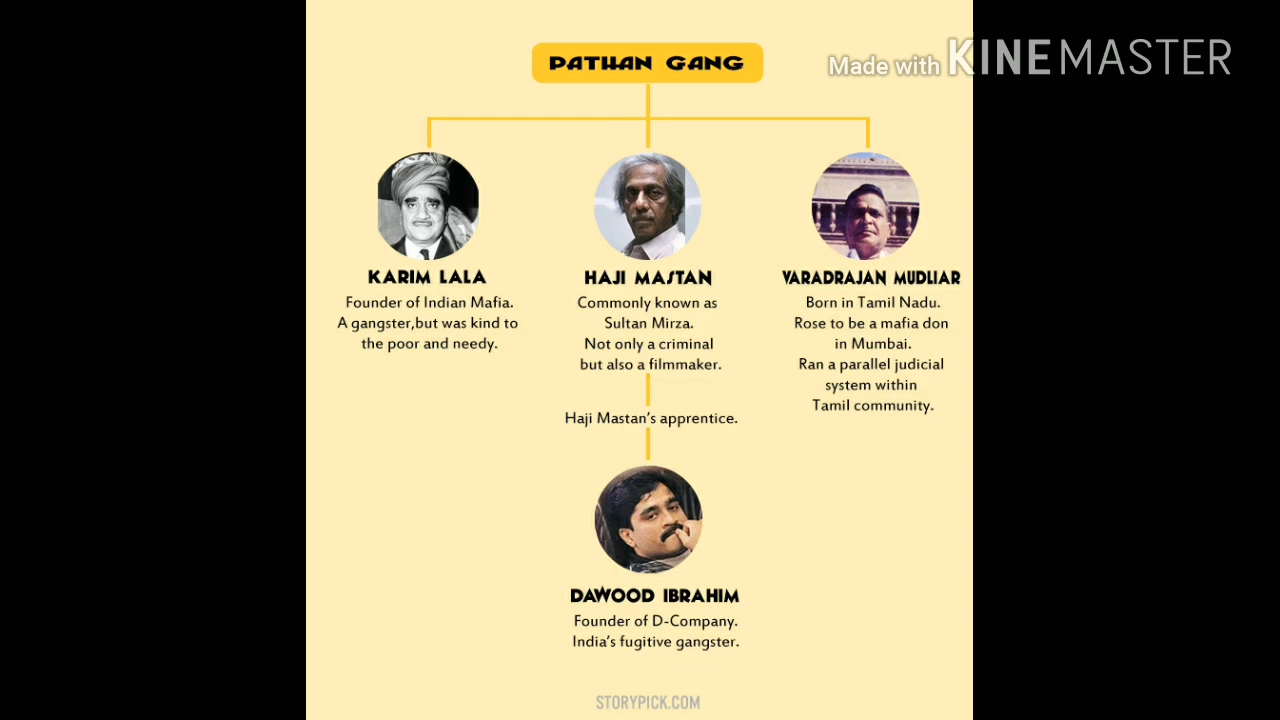 PATHAN GANG
Made with KINEMASTER
KARIM LALA
Founder of Indian Mafia.
A gangster,but was kind to
the poor and needy.
HAJI MASTAN
Commonly known as
Sultan Mirza.
Not only a criminal
but also a filmmaker.
VARADRAJAN MUDLIAR
Born in Tamil Nadu.
Rose to be a mafia don
in Mumbai.
Ran a parallel judicial
system within
Tamil community.
Haji Mastan's apprentice.
DAWOOD IBRAHIM
Founder of D-Company.
India's fugitive gangster.
STORYPICK.COM